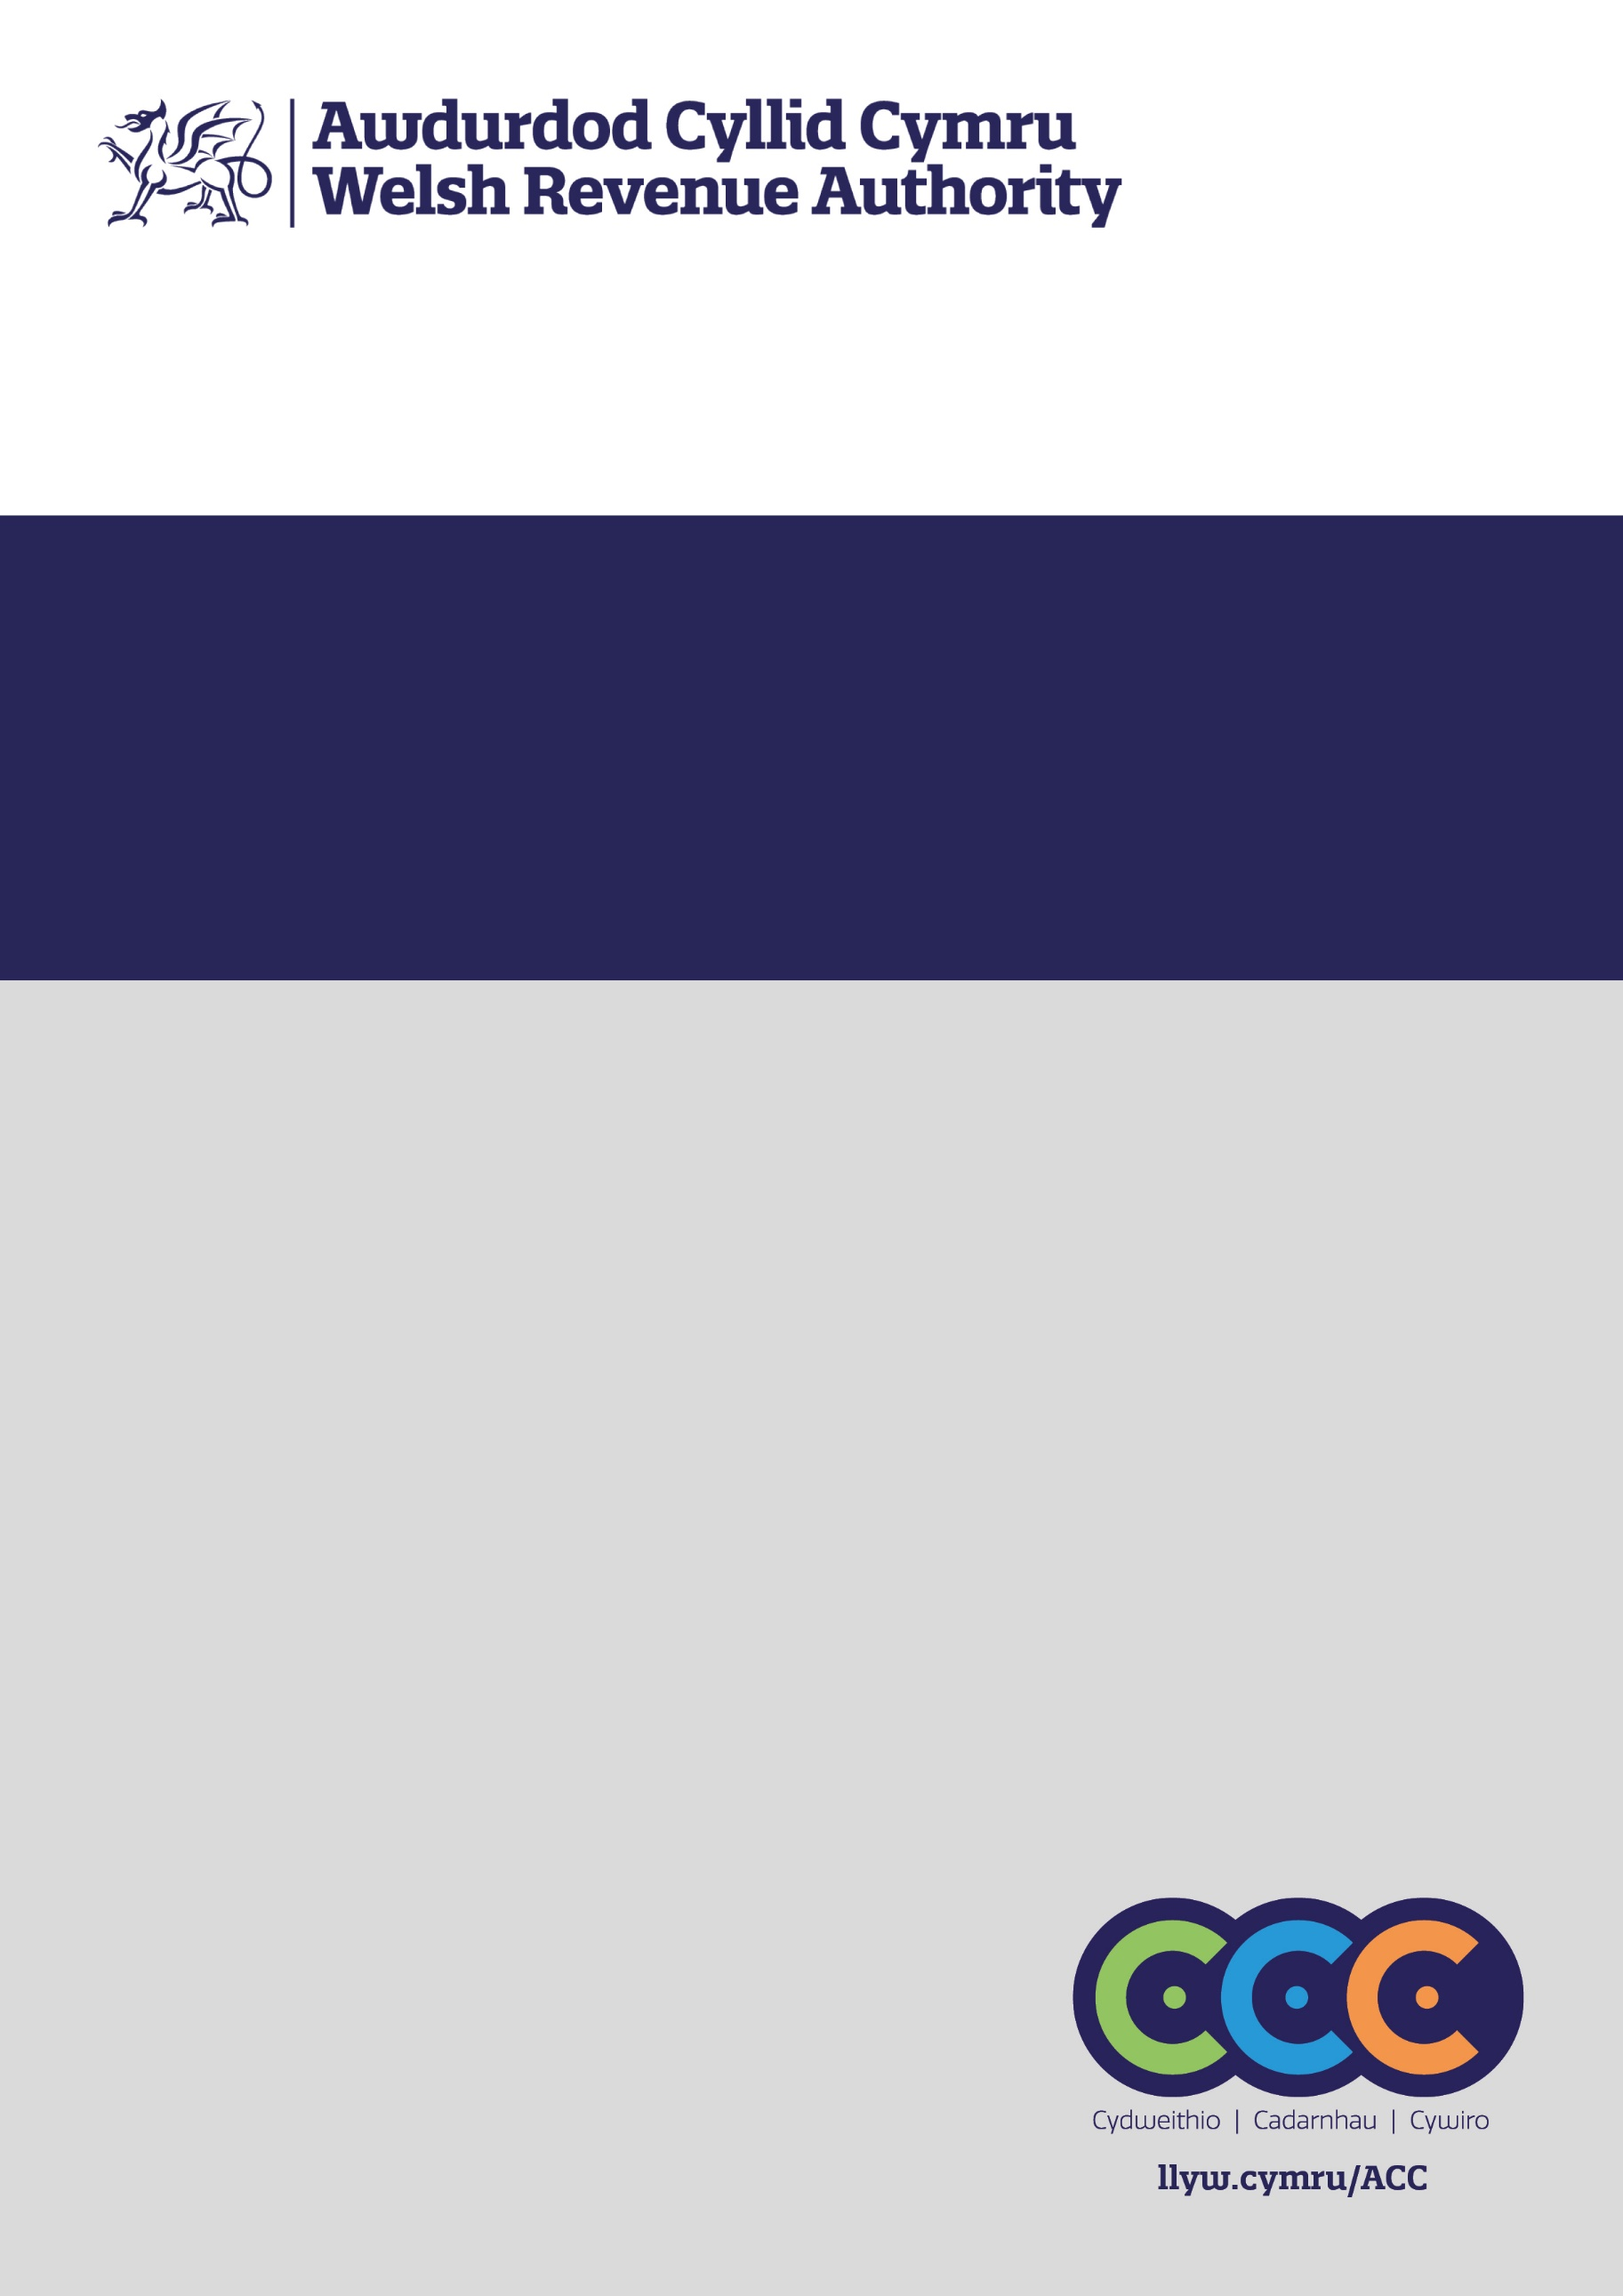 Awdurdod Cyllid Cymru
Welsh Revenue Authority
Cydweithio | Cadarnhau | Cywiro
llyw.cymru/ACC